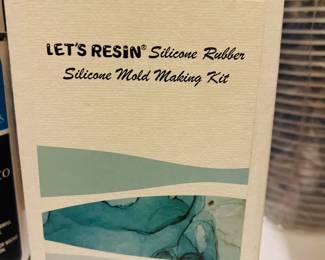 LET'S RESIN® Silicone Rubber
Silicone Mold Making Kit